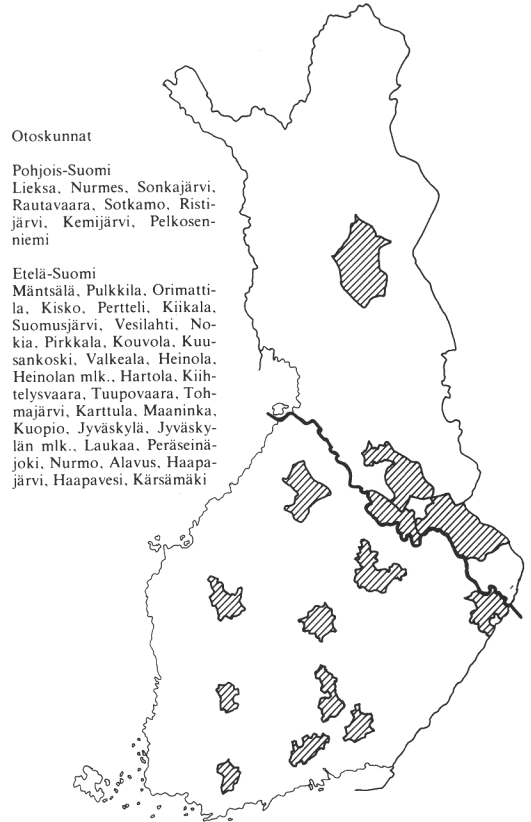 Otoskunnat
Pohjois-Suomi
Lieksa, Nurmes, Sonkajärvi,
Rautavaara, Sotkamo, Risti-
järvi, Kemijärvi, Pelkosen-
niemi
Etelä-Suomi
Mäntsälä, Pulkkila, Orimatti-
la, Kisko, Pertteli, Kiikala,
Suomusjärvi, Vesilahti, No-
kia, Pirkkala, Kouvola, Kuu-
sankoski, Valkeala, Heinola,
Heinolan mlk., Hartola, Kiih-
telysvaara, Tuupovaara, Toh-
majärvi, Karttula, Maaninka,
Kuopio, Jyväskylä, Jyväsky-
län mlk., Laukaa, Peräseinä-
joki, Nurmo, Alavus, Haapa-
järvi, Haapavesi, Kärsämäki